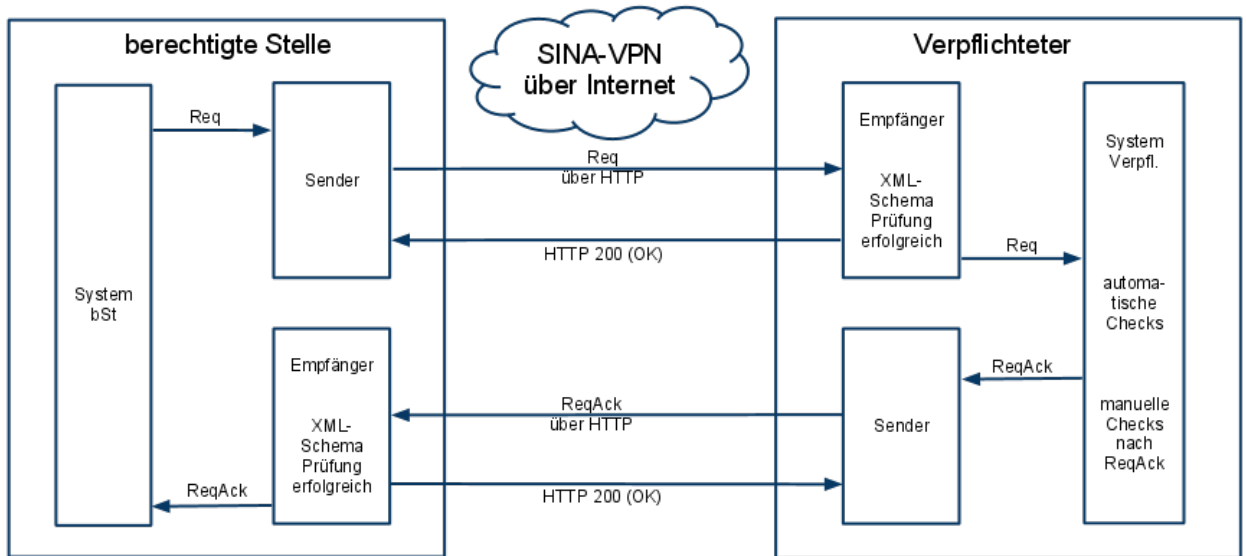 berechtigte Stelle
SINA-VPN
über Internet
Verpflichteter
Req
Sender
Req
über HTTP
HTTP 200 (OK)
Empfänger
XML-
Schema
Prüfung
erfolgreich
Req
System
Verpfl.
automa-
tische
Checks
manuelle
Checks
nach
ReqAck
System
bSt
Empfänger
XML-
Schema
Prüfung
erfolgreich
ReqAck
ReqAck
über HTTP
HTTP 200 (OK)
Sender
ReqAck